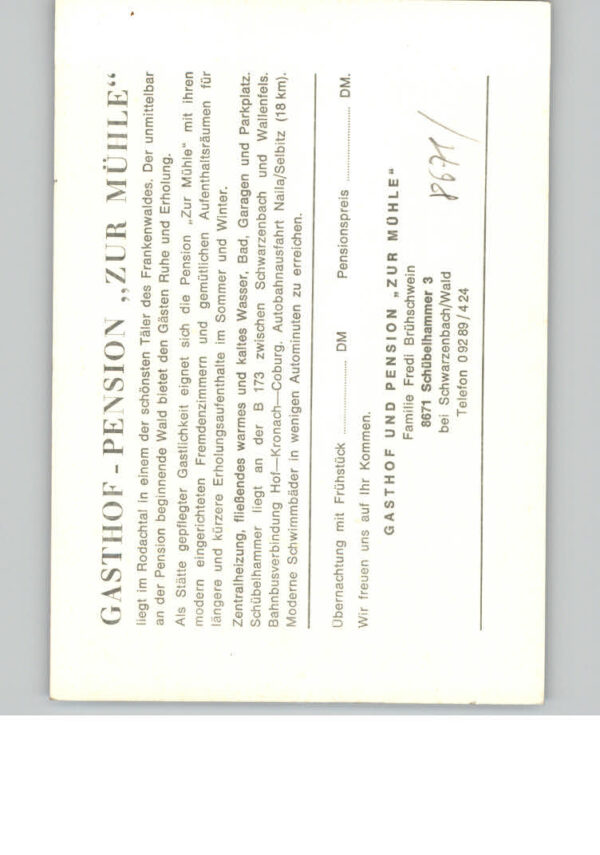 GASTHOF - PENSION „ZUR MÜHLE“
liegt im Rodachtal in einem der schönsten Täler des Frankenwaldes. Der unmittelbar
an der Pension beginnende Wald bietet den Gästen Ruhe und Erholung.
Als Stätte gepflegter Gastlichkeit eignet sich die Pension „Zur Mühle“ mit ihren
modern eingerichteten Fremdenzimmern und gemütlichen Aufenthaltsräumen für
längere und kürzere Erholungsaufenthalte im Sommer und Winter.
Zentralheizung, fließendes warmes und kaltes Wasser, Bad, Garagen und Parkplatz.
Schübelhammer liegt an der B 173 zwischen Schwarzenbach und Wallenfels.
Bahnbusverbindung Hof—Kronach—Coburg. Autobahnausfahrt Naila/Selbitz (18 km).
Moderne Schwimmbäder in wenigen Autominuten zu erreichen.
Übernachtung mit Frühstück .................... DM Pensionspreis .................... DM.
Wir freuen uns auf Ihr Kommen.
GASTHOF UND PENSION „ZUR MÜHLE“
Familie Fredi Brühschwein
8671 Schübelhammer 3
bei Schwarzenbach/Wald
Telefon 0 92 89 / 4 24
8671/